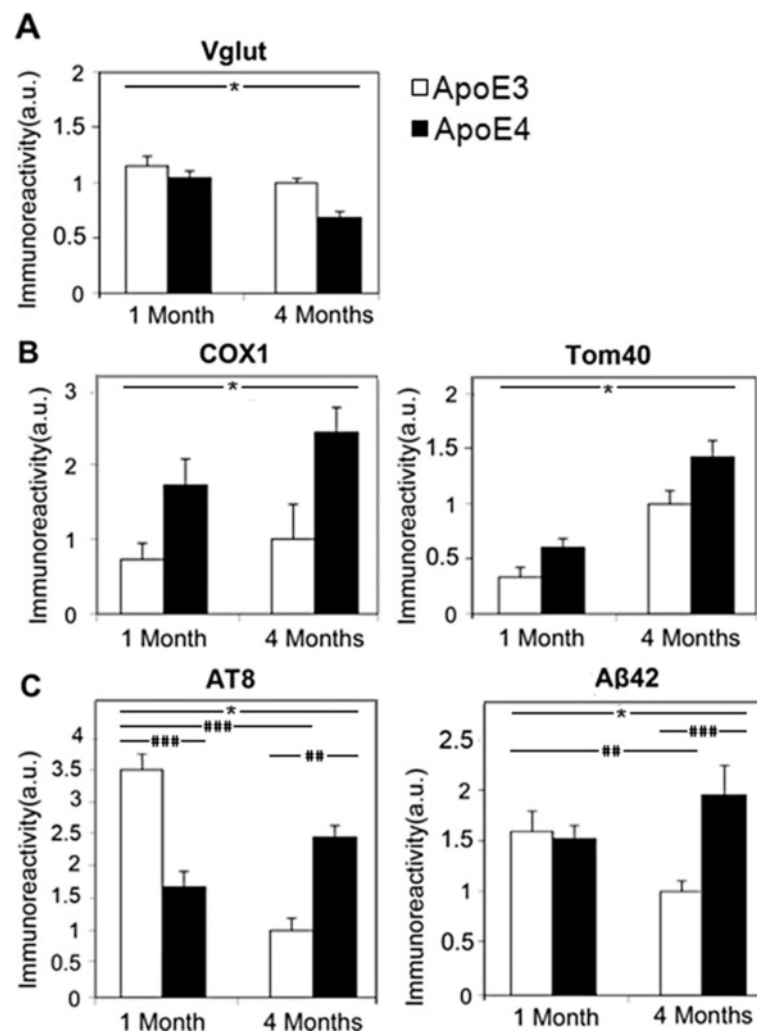 A
Vglut
Immunoreactivity(a.u.)
2
1.5
1
0.5
0
*
1 Month
4 Months
ApoE3
ApoE4
B
COX1
Immunoreactivity(a.u.)
3
2
1
0
*
1 Month
4 Months
Tom40
Immunoreactivity(a.u.)
2
1.5
1
0.5
0
*
1 Month
4 Months
C
AT8
Immunoreactivity(a.u.)
4
3.5
2.5
2
1.5
1
0.5
0
*
###
###
##
1 Month
4 Months
Aβ42
Immunoreactivity(a.u.)
2.5
2
1.5
1
0.5
0
*
###
##
1 Month
4 Months